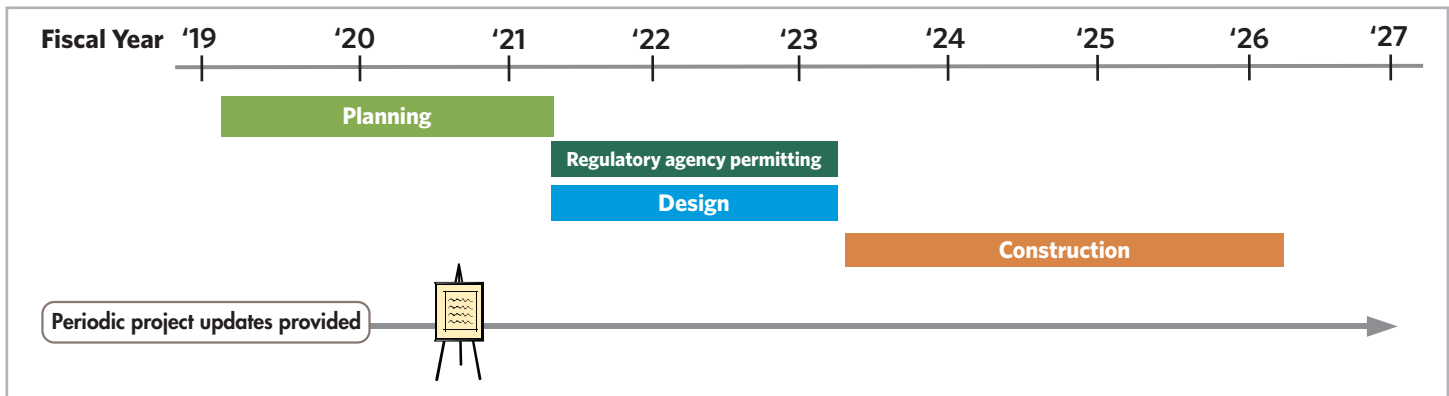 Fiscal Year ‘19 ‘20 ‘21 ‘22 ‘23 ‘24 ‘25 ‘26 ‘27
Planning
Regulatory agency permitting
Design
Construction
Periodic project updates provided